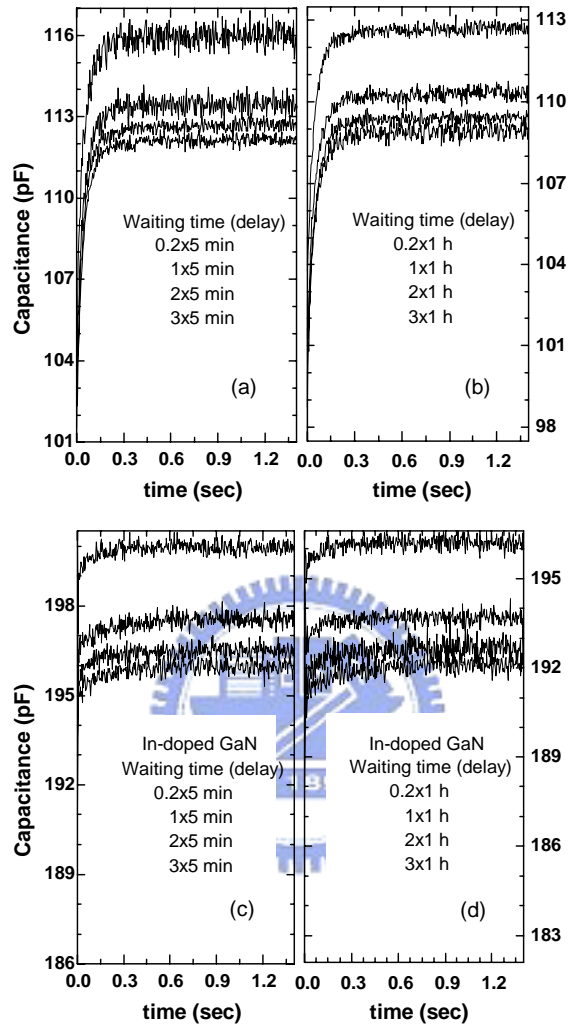 116
113
110
107
104
101
Capacitance (pF)
Waiting time (delay)
0.2x5 min
1x5 min
2x5 min
3x5 min
(a)
0.0 0.3 0.6 0.9 1.2
time (sec)
113
110
107
104
101
98
Waiting time (delay)
0.2x1 h
1x1 h
2x1 h
3x1 h
(b)
0.0 0.3 0.6 0.9 1.2
time (sec)
198
195
192
189
186
Capacitance (pF)
In-doped GaN
Waiting time (delay)
0.2x5 min
1x5 min
2x5 min
3x5 min
(c)
0.0 0.3 0.6 0.9 1.2
time (sec)
195
192
189
186
183
In-doped GaN
Waiting time (delay)
0.2x1 h
1x1 h
2x1 h
3x1 h
(d)
0.0 0.3 0.6 0.9 1.2
time (sec)